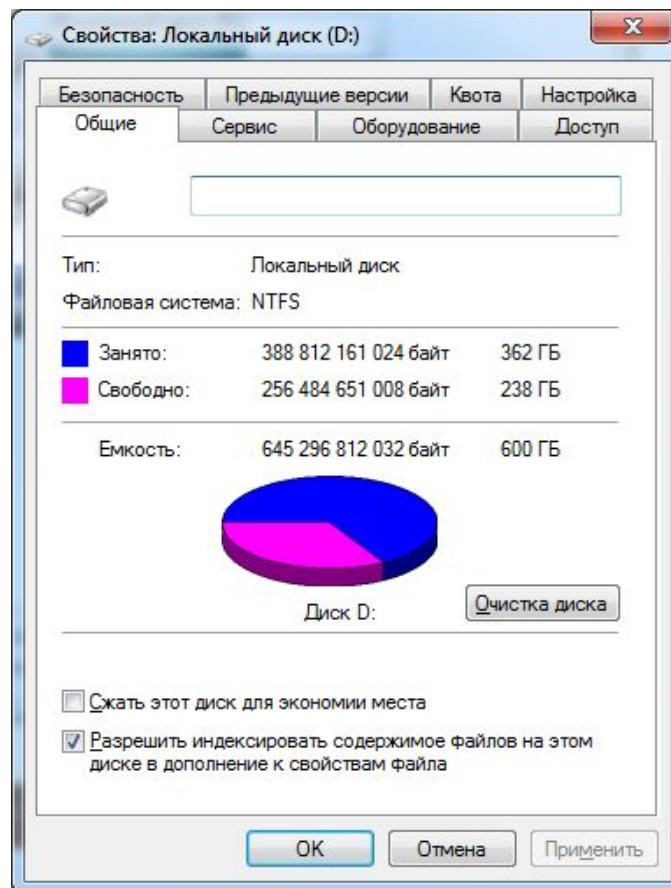 Свойства: Локальный диск (D:)
Безопасность Предыдущие версии Квота Настройка
Общие Сервис Оборудование Доступ
Тип: Локальный диск
Файловая система: NTFS
Занято: 388 812 161 024 байт 362 ГБ
Свободно: 256 484 651 008 байт 238 ГБ
Емкость: 645 296 812 032 байт 600 ГБ
Диск D: Очистка диска
Сжать этот диск для экономии места
Разрешить индексировать содержимое файлов на этом
диске в дополнение к свойствам файла
OK Отмена Применить